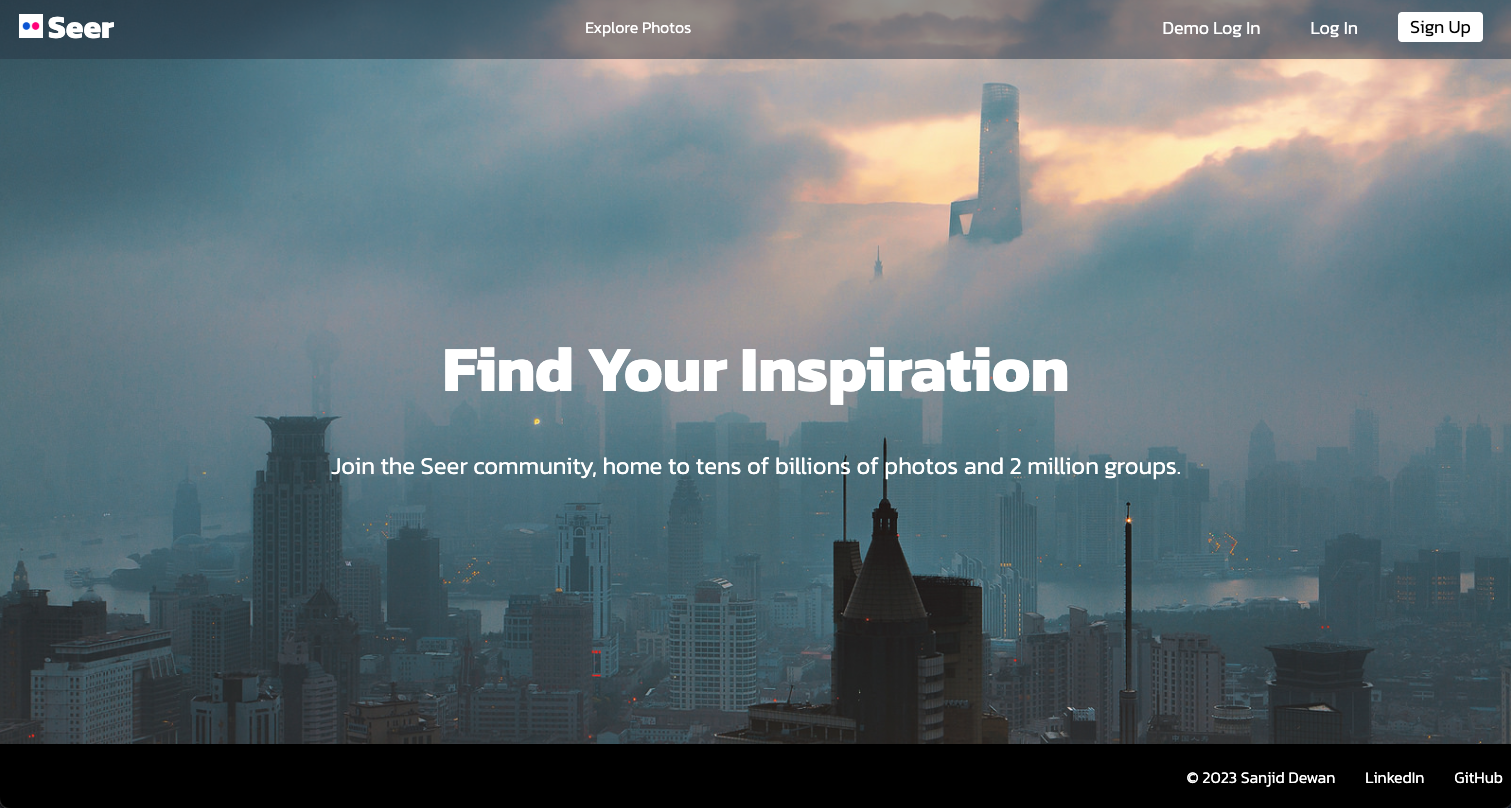 Seer
Explore Photos
Demo Log In
Log In
Sign Up
Find Your Inspiration
Join the Seer community, home to tens of billions of photos and 2 million groups.
© 2023 Sanjid Dewan
LinkedIn
GitHub